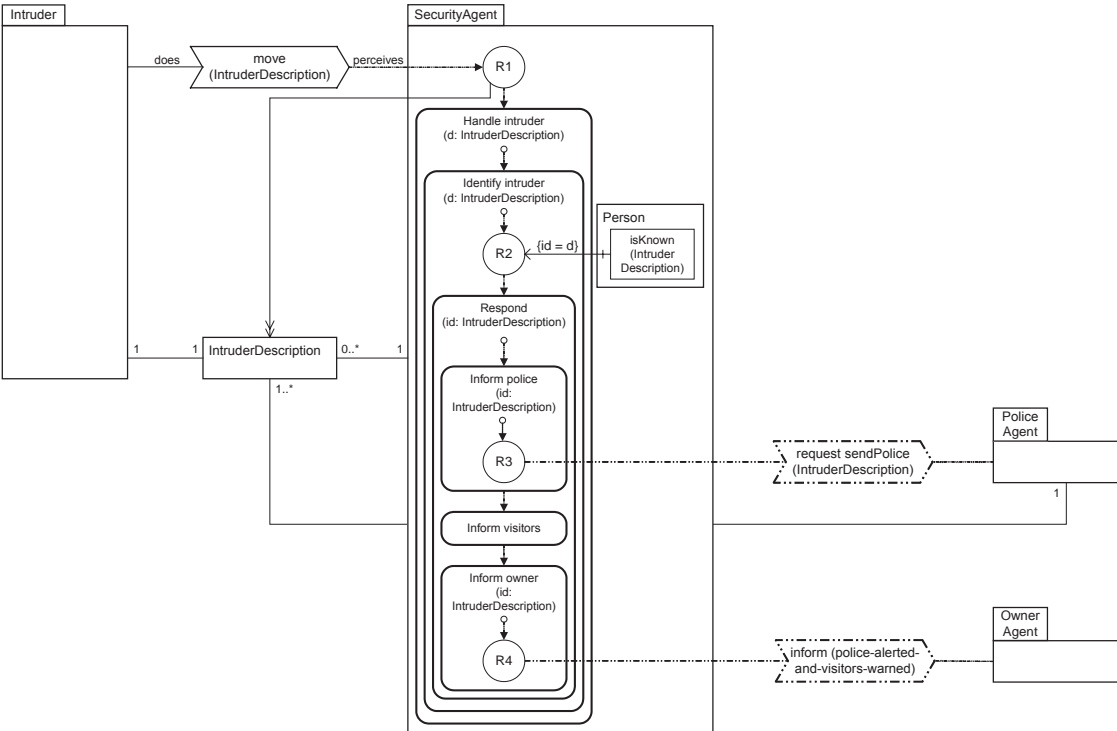 Intruder
SecurityAgent
does
move
(IntruderDescription)
perceives
R1
Handle intruder
(d: IntruderDescription)
Identify intruder
(d: IntruderDescription)
Person
isKnown
(Intruder
Description)
{id = d}
R2
Respond
(id: IntruderDescription)
1
1
IntruderDescription
0..*
1
1..*
Inform police
(id:
IntruderDescription)
R3
request sendPolice
(IntruderDescription)
Police
Agent
1
Inform visitors
Inform owner
(id:
IntruderDescription)
R4
inform (police-alerted-
and-visitors-warned)
Owner
Agent